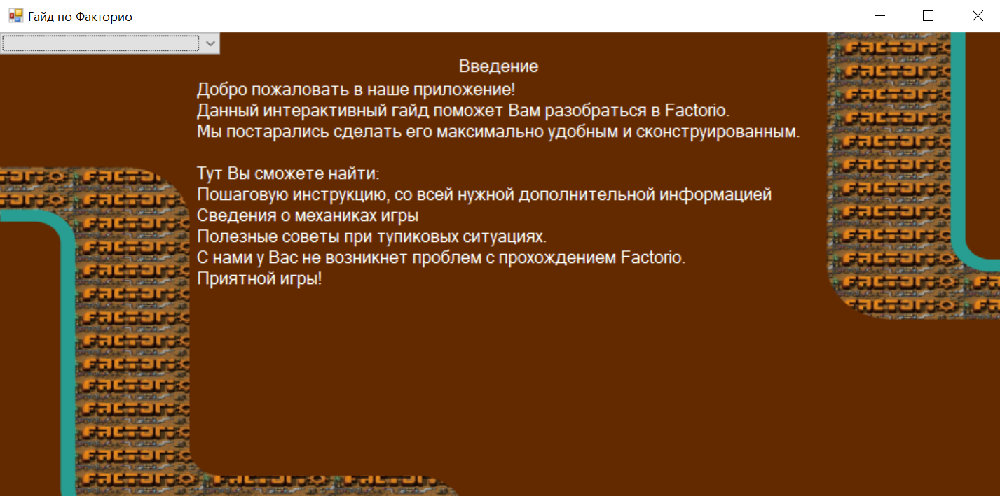 Гайд по Факторио
Введение
Добро пожаловать в наше приложение!
Данный интерактивный гайд поможет Вам разобраться в Factorio.
Мы постарались сделать его максимально удобным и сконструированным.
Тут Вы сможете найти:
Пошаговую инструкцию, со всей нужной дополнительной информацией
Сведения о механиках игры
Полезные советы при тупиковых ситуациях.
С нами у Вас не возникнет проблем с прохождением Factorio.
Приятной игры!